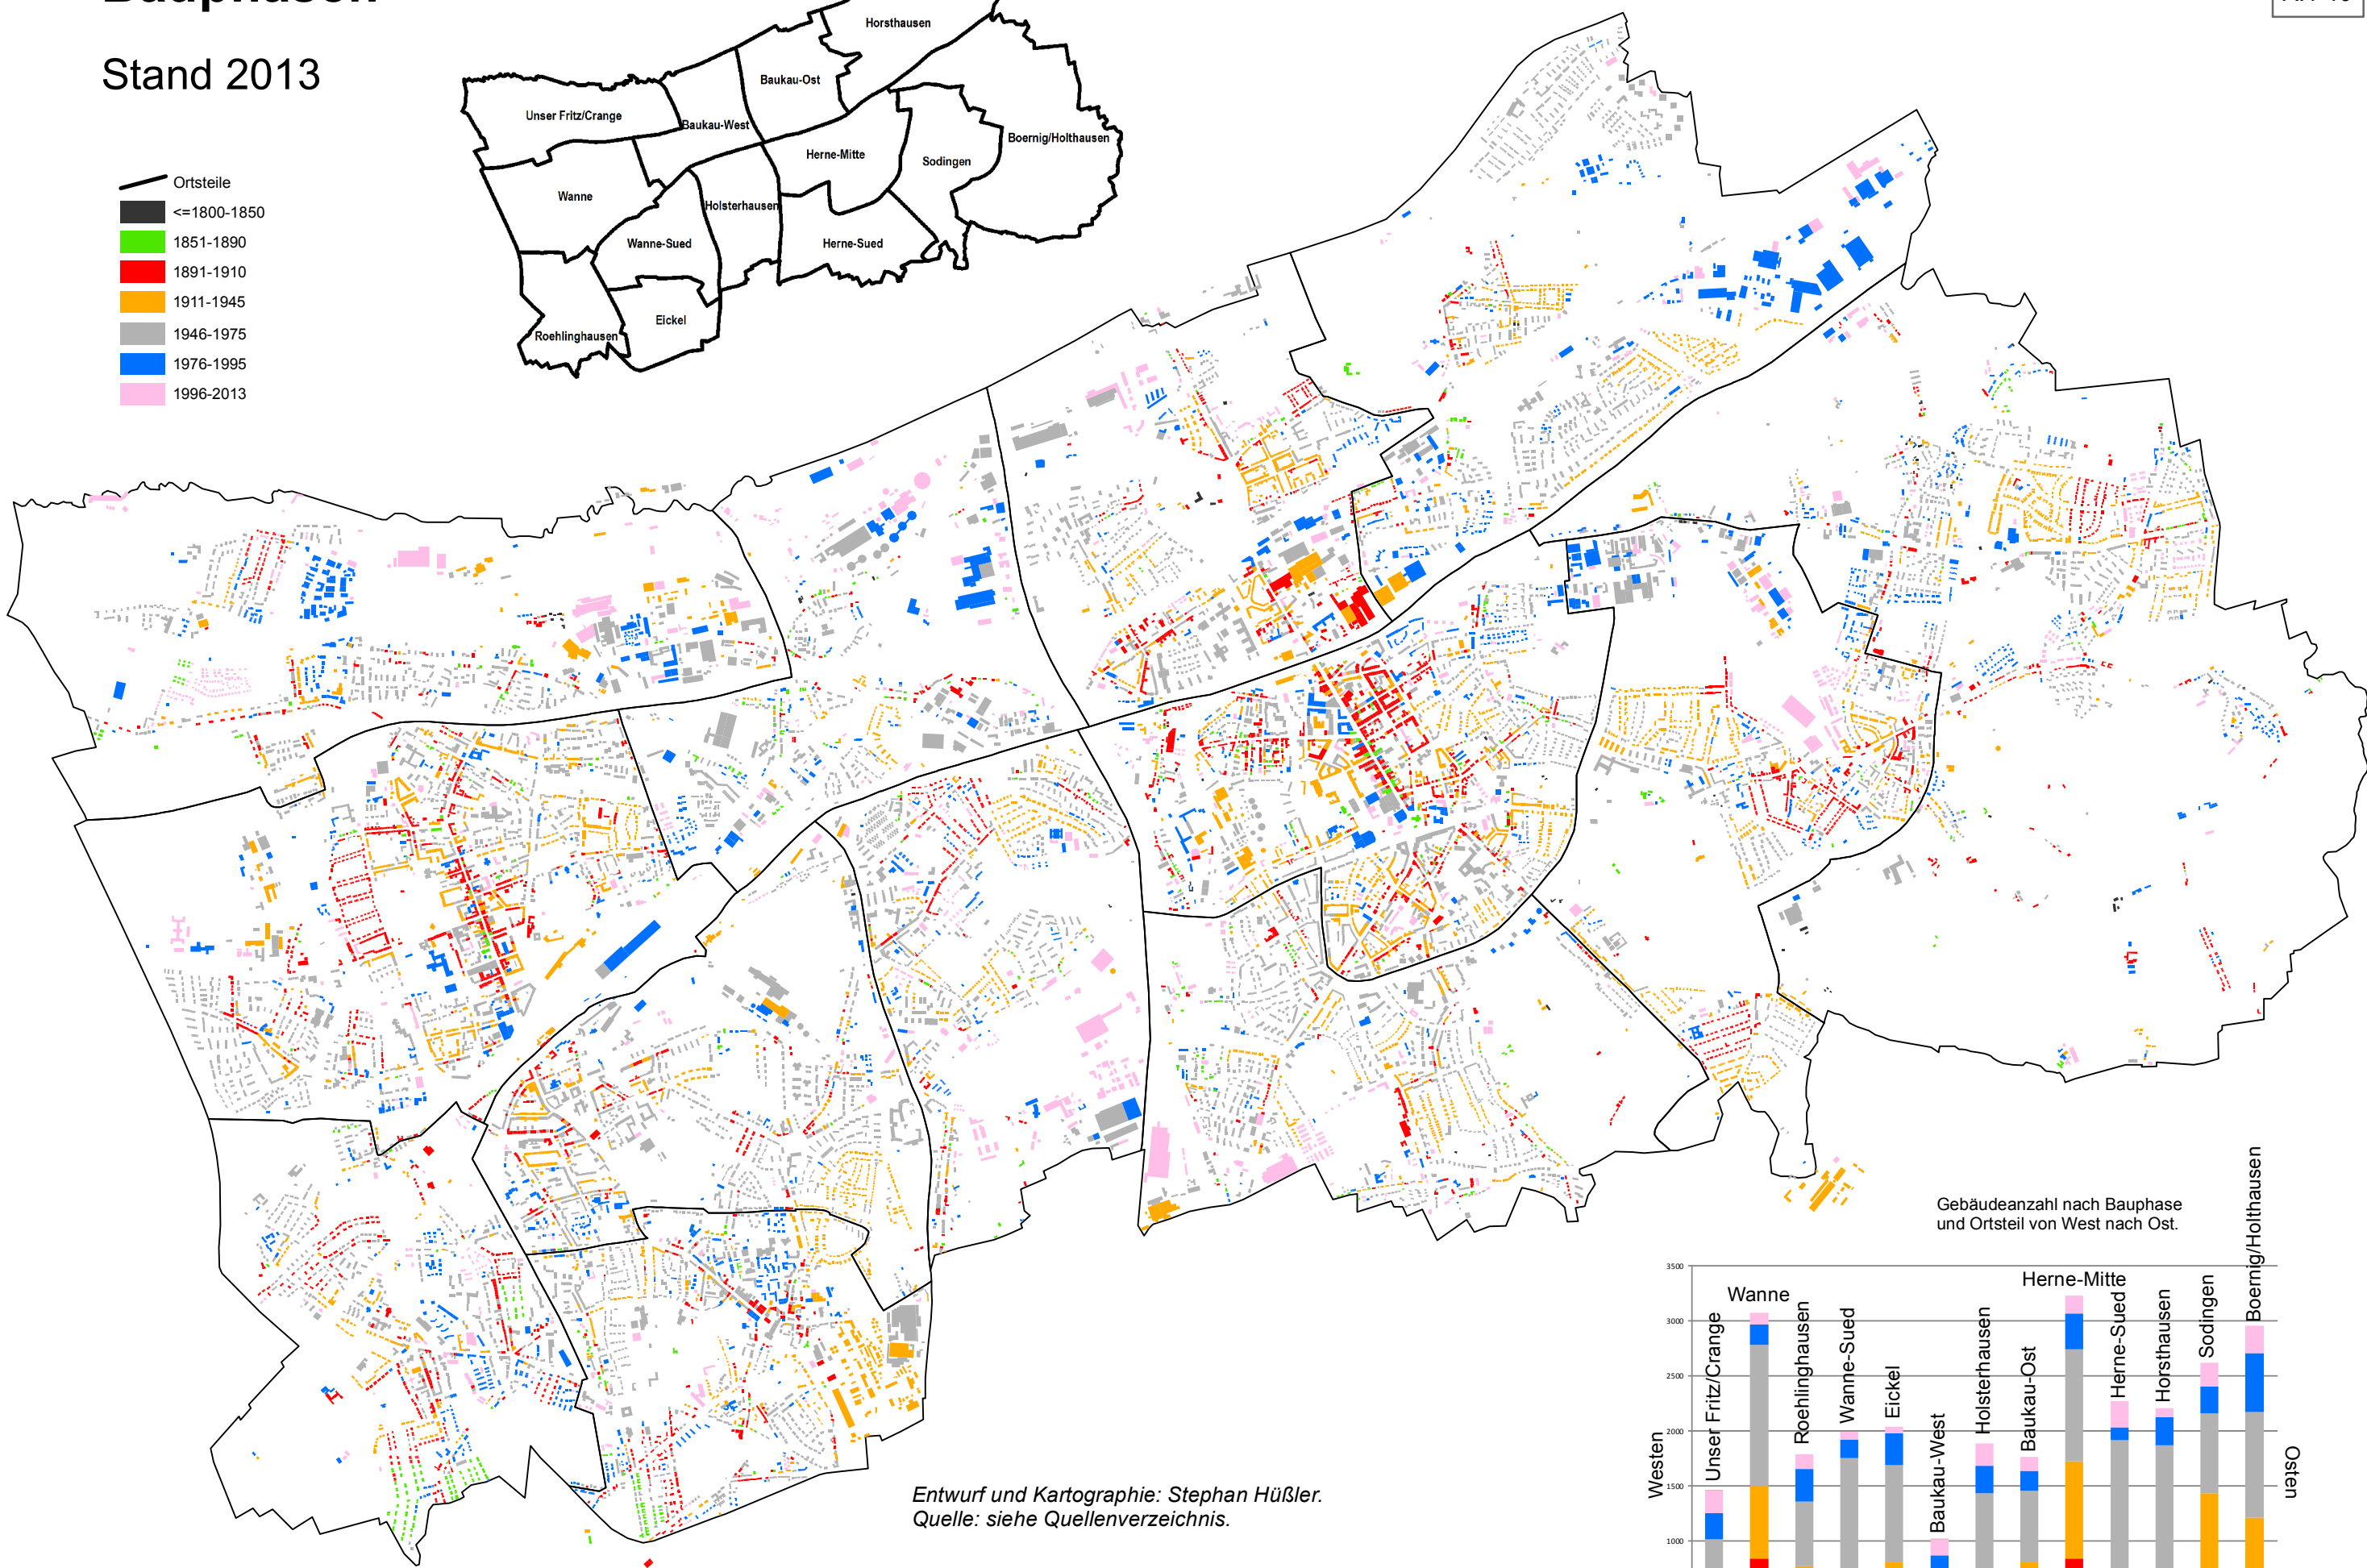 Stand 2013
Ortsteile
<=1800-1850
1851-1890
1891-1910
1911-1945
1946-1975
1976-1995
1996-2013
Horsthausen
Baukau-Ost
Unser Fritz/Crange
Baukau-West
Boernig/Holthausen
Herne-Mitte
Sodingen
Wanne
Holsterhausen
Wanne-Sued
Herne-Sued
Eickel
Roehlinghausen
Entwurf und Kartographie: Stephan Hüßler.
Quelle: siehe Quellenverzeichnis.
Gebäudeanzahl nach Bauphase
und Ortsteil von West nach Ost.
3500
3000
2500
2000
1500
1000
Westen
Unser Fritz/Crange
Wanne
Roehlinghausen
Wanne-Sued
Eickel
Baukau-West
Holsterhausen
Baukau-Ost
Herne-Mitte
Herne-Sued
Horsthausen
Sodingen
Boernig/Holthausen
Osten